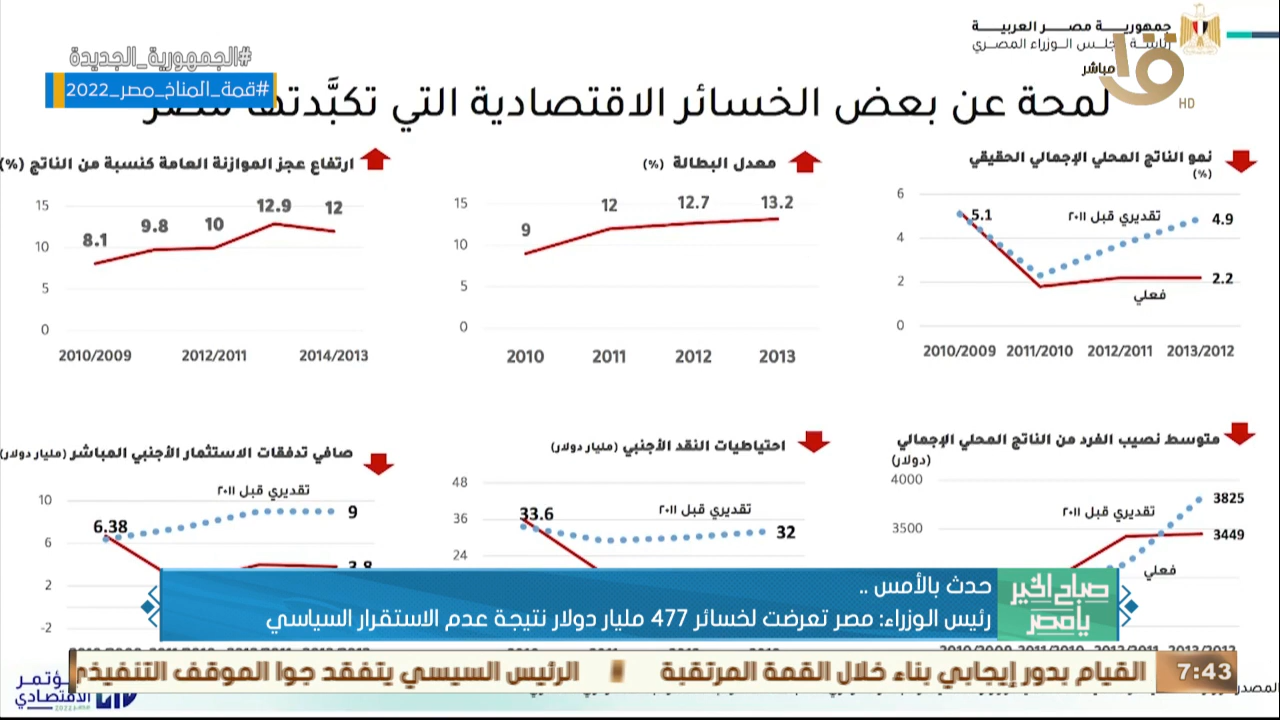 جمهورية مصر العربية
رئاسة مجلس الوزراء المصري
مباشر
HD
#الجمهورية_الجديدة
#قمة_المناخ_مصر_2022
لمحة عن بعض الخسائر الاقتصادية التي تكبَّدتها مصر
نمو الناتج المحلي الإجمالي الحقيقي
(%)
6
4
2
0
5.1
تقديري قبل ٢٠١١
4.9
2.2
فعلي
2010/2009 2011/2010 2012/2011 2013/2012
معدل البطالة (%)
15
10
5
0
9 12 12.7 13.2
2010 2011 2012 2013
ارتفاع عجز الموازنة العامة كنسبة من الناتج (%)
15
10
5
0
8.1 9.8 10 12.9 12
2010/2009 2012/2011 2014/2013
متوسط نصيب الفرد من الناتج المحلي الإجمالي
(دولار)
4000
3500
تقديري قبل ٢٠١١
3825
3449
فعلي
احتياطيات النقد الأجنبي (مليار دولار)
48
36
24
33.6
تقديري قبل ٢٠١١
32
صافي تدفقات الاستثمار الأجنبي المباشر (مليار دولار)
10
6
2
-2
6.38
تقديري قبل ٢٠١١
9
3.8
صباح الخير يا مصر
حدث بالأمس ..
رئيس الوزراء: مصر تعرضت لخسائر 477 مليار دولار نتيجة عدم الاستقرار السياسي
7:43
القيام بدور إيجابي بناء خلال القمة المرتقبة
الرئيس السيسي يتفقد جوا الموقف التنفيذي
الاقتصادي